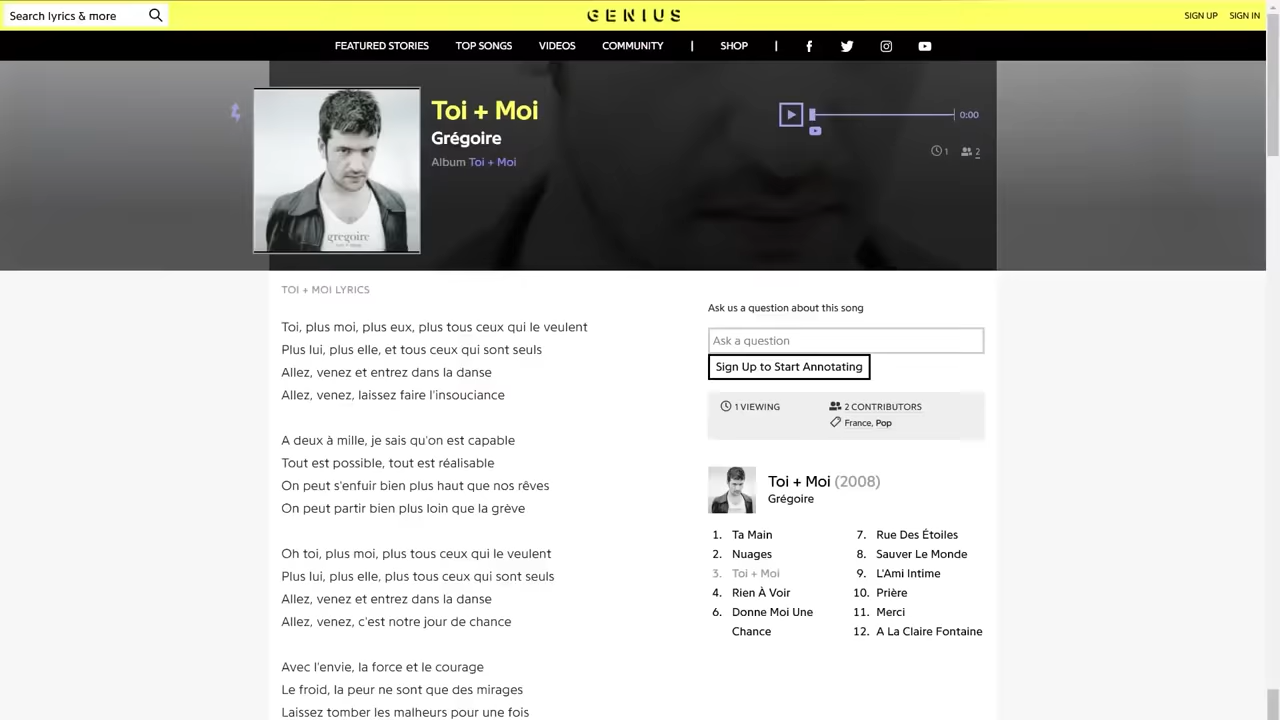 Search lyrics & more
GENIUS
SIGN UP
SIGN IN
FEATURED STORIES
TOP SONGS
VIDEOS
COMMUNITY
|
SHOP
|
Toi + Moi
Grégoire
Album Toi + Moi
0:00
1
2
gregoire
TOI + MOI LYRICS
Toi, plus moi, plus eux, plus tous ceux qui le veulent
Plus lui, plus elle, et tous ceux qui sont seuls
Allez, venez et entrez dans la danse
Allez, venez, laissez faire l'insouciance
A deux à mille, je sais qu'on est capable
Tout est possible, tout est réalisable
On peut s'enfuir bien plus haut que nos rêves
On peut partir bien plus loin que la grève
Oh toi, plus moi, plus tous ceux qui le veulent
Plus lui, plus elle, plus tous ceux qui sont seuls
Allez, venez et entrez dans la danse
Allez, venez, c'est notre jour de chance
Avec l'envie, la force et le courage
Le froid, la peur ne sont que des mirages
Laissez tomber les malheurs pour une fois
Ask us a question about this song
Ask a question
Sign Up to Start Annotating
1 VIEWING
2 CONTRIBUTORS
France, Pop
Toi + Moi (2008)
Grégoire
1. Ta Main
2. Nuages
3. Toi + Moi
4. Rien À Voir
6. Donne Moi Une
Chance
7. Rue Des Étoiles
8. Sauver Le Monde
9. L'Ami Intime
10. Prière
11. Merci
12. A La Claire Fontaine